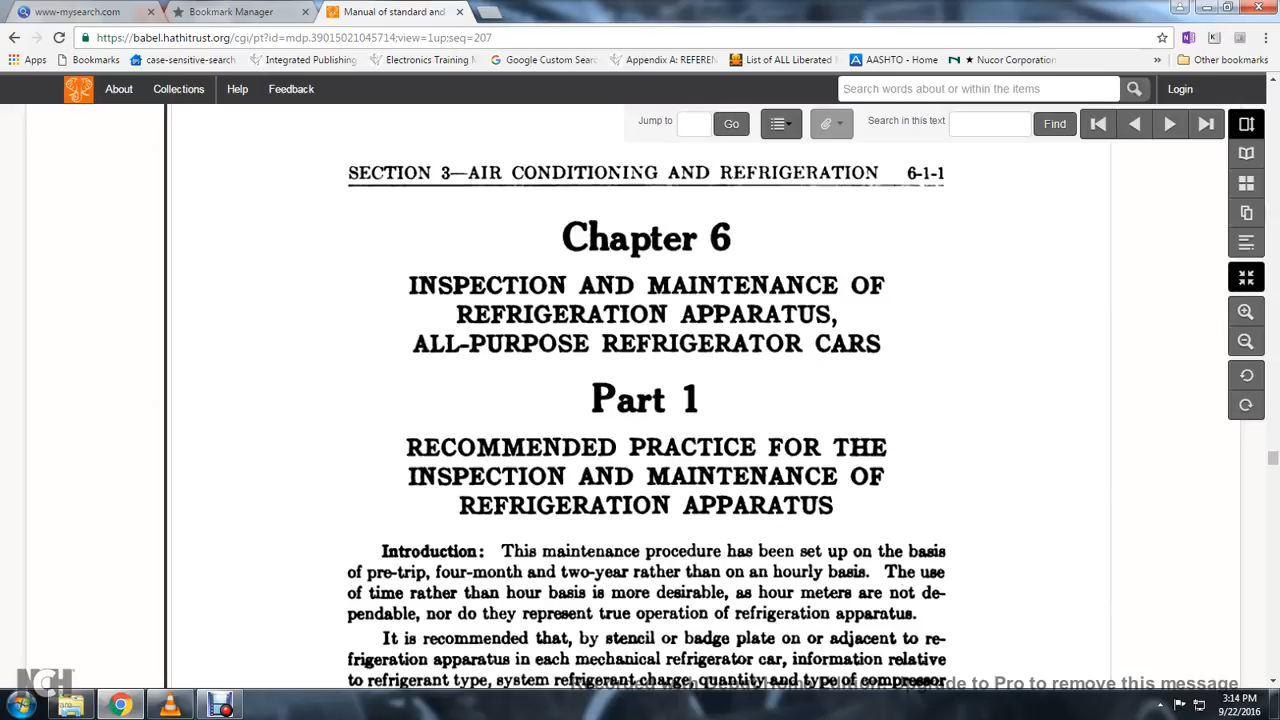 www-mysearch.com
Bookmark Manager
Manual of standard and
https://babel.hathitrust.org/cgi/pt?id=mdp.39015021045714;view=1up;seq=207
Apps
Bookmarks
case-sensitive-search
Integrated Publishing
Electronics Training
Google Custom Searc
Appendix A: REFEREN
List of ALL Liberated
AASHTO - Home
★ Nucor Corporation
»
Other bookmarks
About
Collections
Help
Feedback
Search words about or within the items
Login
Jump to
Go
Search in this text
Find
SECTION 3—AIR CONDITIONING AND REFRIGERATION 6-1-1
Chapter 6
INSPECTION AND MAINTENANCE OF
REFRIGERATION APPARATUS,
ALL-PURPOSE REFRIGERATOR CARS
Part 1
RECOMMENDED PRACTICE FOR THE
INSPECTION AND MAINTENANCE OF
REFRIGERATION APPARATUS
Introduction: This maintenance procedure has been set up on the basis
of pre-trip, four-month and two-year rather than on an hourly basis. The use
of time rather than hour basis is more desirable, as hour meters are not de-
pendable, nor do they represent true operation of refrigeration apparatus.
It is recommended that, by stencil or badge plate on or adjacent to re-
frigeration apparatus in each mechanical refrigerator car, information relative
to refrigerant type, system refrigerant charge, quantity and type of compressor
to Pro to remove this message
NCH
3:14 PM
9/22/2016